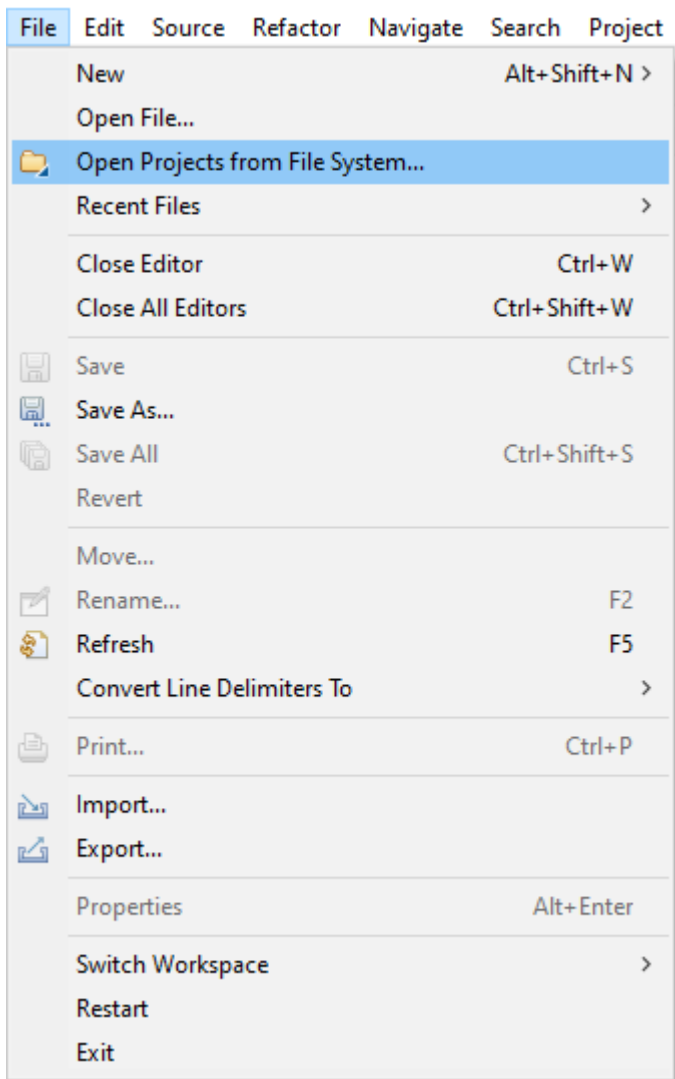 File Edit Source Refactor Navigate Search Project
New Alt+Shift+N >
Open File...
Open Projects from File System...
Recent Files >
Close Editor Ctrl+W
Close All Editors Ctrl+Shift+W
Save Ctrl+S
Save As...
Save All Ctrl+Shift+S
Revert
Move...
Rename... F2
Refresh F5
Convert Line Delimiters To >
Print... Ctrl+P
Import...
Export...
Properties Alt+Enter
Switch Workspace >
Restart
Exit